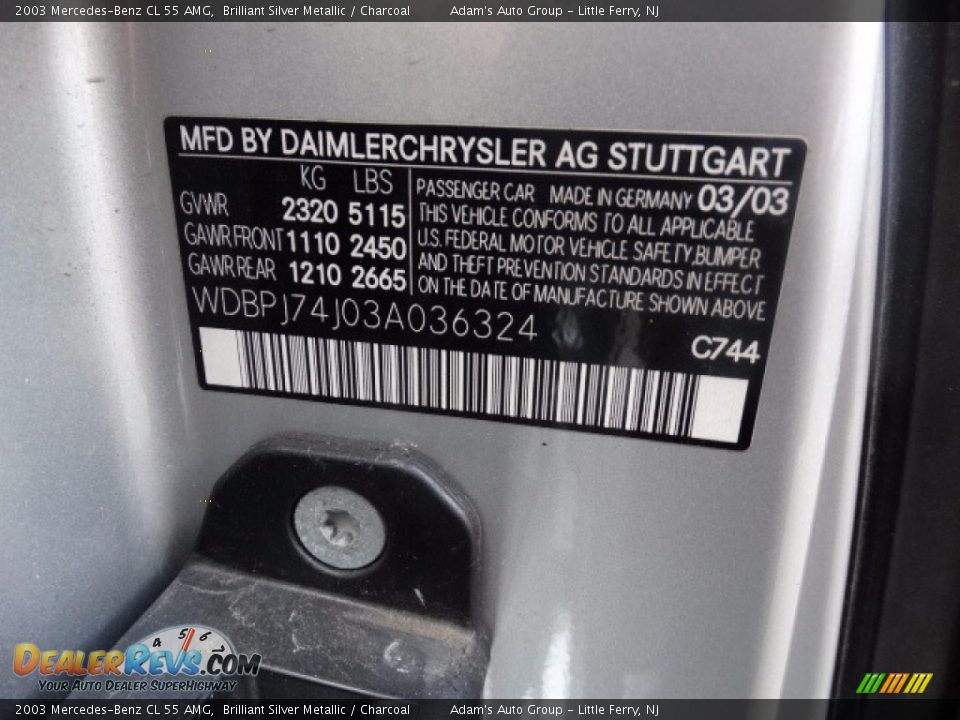 2003 Mercedes-Benz CL 55 AMG, Brilliant Silver Metallic / Charcoal Adam's Auto Group - Little Ferry, NJ
MFD BY DAIMLERCHRYSLER AG STUTTGART
KG LBS
GVWR 2320 5115
GAWR FRONT 1110 2450
GAWR REAR 1210 2665
PASSENGER CAR MADE IN GERMANY 03/03
THIS VEHICLE CONFORMS TO ALL APPLICABLE
U.S. FEDERAL MOTOR VEHICLE SAFETY, BUMPER
AND THEFT PREVENTION STANDARDS IN EFFECT
ON THE DATE OF MANUFACTURE SHOWN ABOVE
WDBPJ74J03A036324
C744
4 5 6 7
DEALERREVS.COM
YOUR AUTO DEALER SUPERHIGHWAY
2003 Mercedes-Benz CL 55 AMG, Brilliant Silver Metallic / Charcoal Adam's Auto Group - Little Ferry, NJ